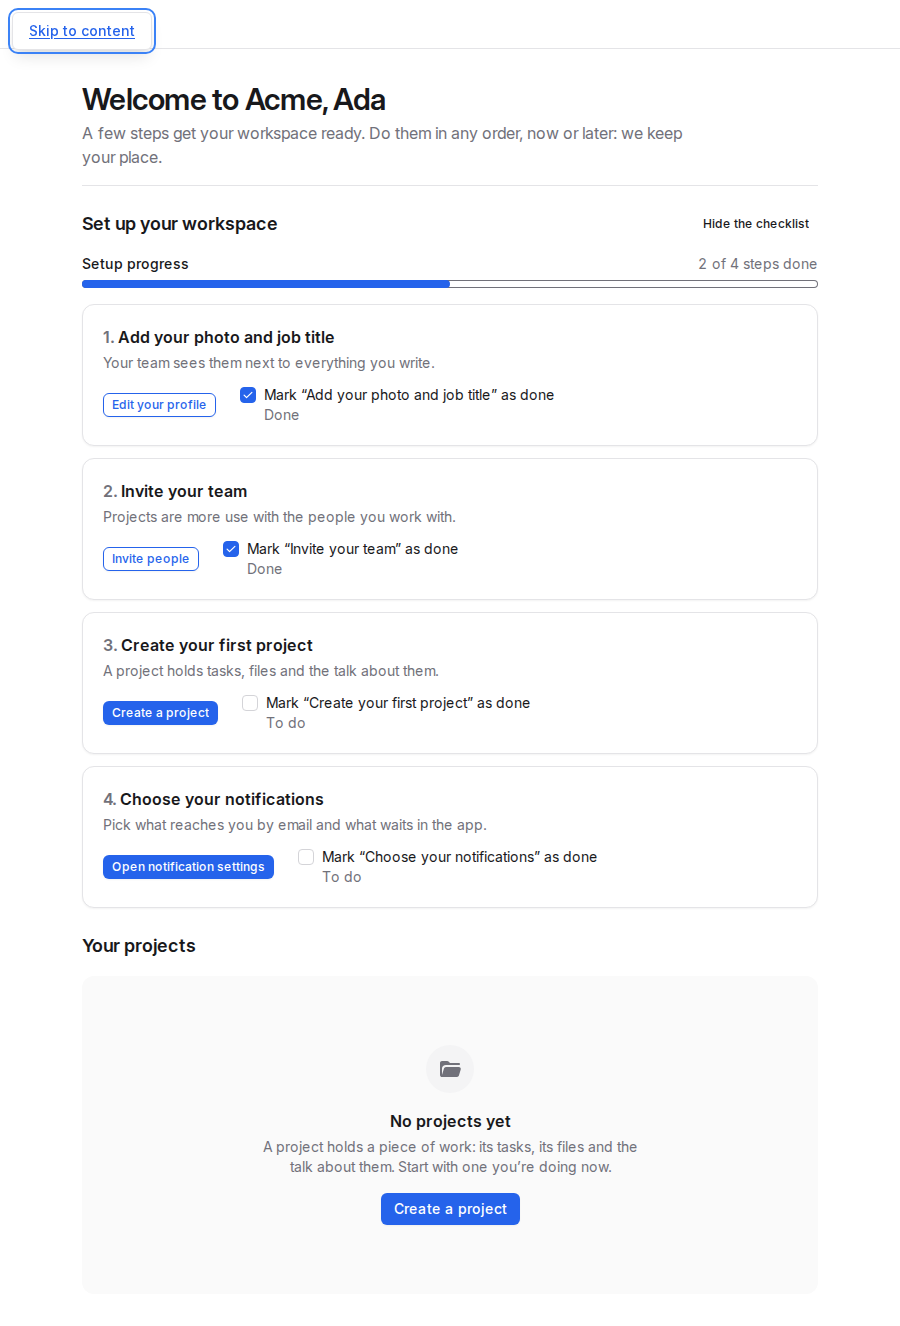 Skip to content
Welcome to Acme, Ada
A few steps get your workspace ready. Do them in any order, now or later: we keep
your place.
Set up your workspace
Hide the checklist
Setup progress
2 of 4 steps done
1. Add your photo and job title
Your team sees them next to everything you write.
Edit your profile
Mark “Add your photo and job title” as done
Done
2. Invite your team
Projects are more use with the people you work with.
Invite people
Mark “Invite your team” as done
Done
3. Create your first project
A project holds tasks, files and the talk about them.
Create a project
Mark “Create your first project” as done
To do
4. Choose your notifications
Pick what reaches you by email and what waits in the app.
Open notification settings
Mark “Choose your notifications” as done
To do
Your projects
No projects yet
A project holds a piece of work: its tasks, its files and the
talk about them. Start with one you’re doing now.
Create a project